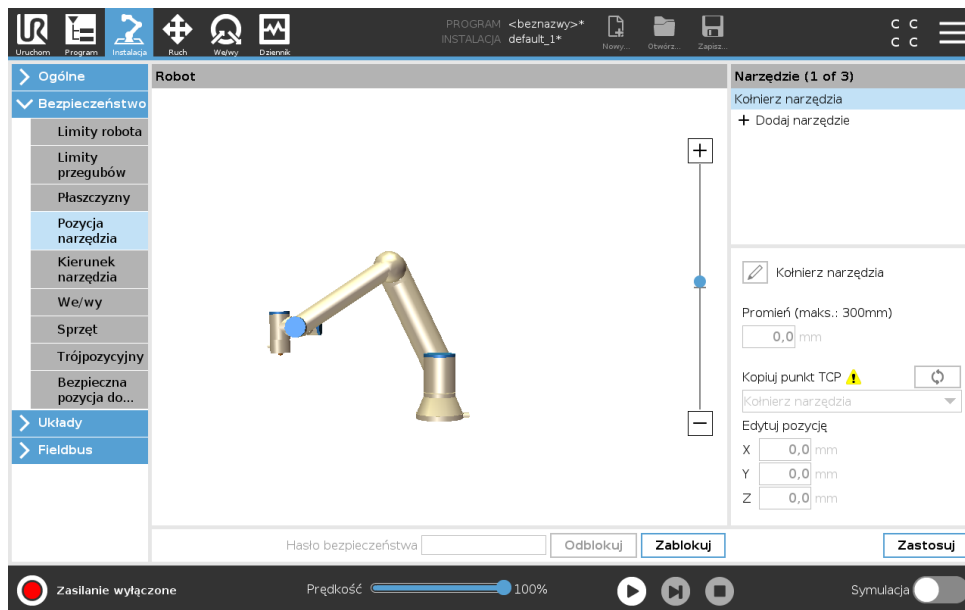 PROGRAM <beznazwy>*
INSTALACJA default_1*
Uruchom Program Instalacja Ruch We/wy Dziennik Nowy... Otwórz... Zapisz...
C C
C C
Ogólne
Bezpieczeństwo
Limity robota
Limity
przegubów
Płaszczyzny
Pozycja
narzędzia
Kierunek
narzędzia
We/wy
Sprzęt
Trójpozycyjny
Bezpieczna
pozycja do...
Układy
Fieldbus
Robot
Narzędzie (1 of 3)
Kołnierz narzędzia
+ Dodaj narzędzie
Kołnierz narzędzia
Promień (maks.: 300mm)
0,0 mm
Kopiuj punkt TCP
Kołnierz narzędzia
Edytuj pozycję
X 0,0 mm
Y 0,0 mm
Z 0,0 mm
Hasło bezpieczeństwa Odblokuj Zablokuj Zastosuj
Zasilanie wyłączone Prędkość 100% Symulacja